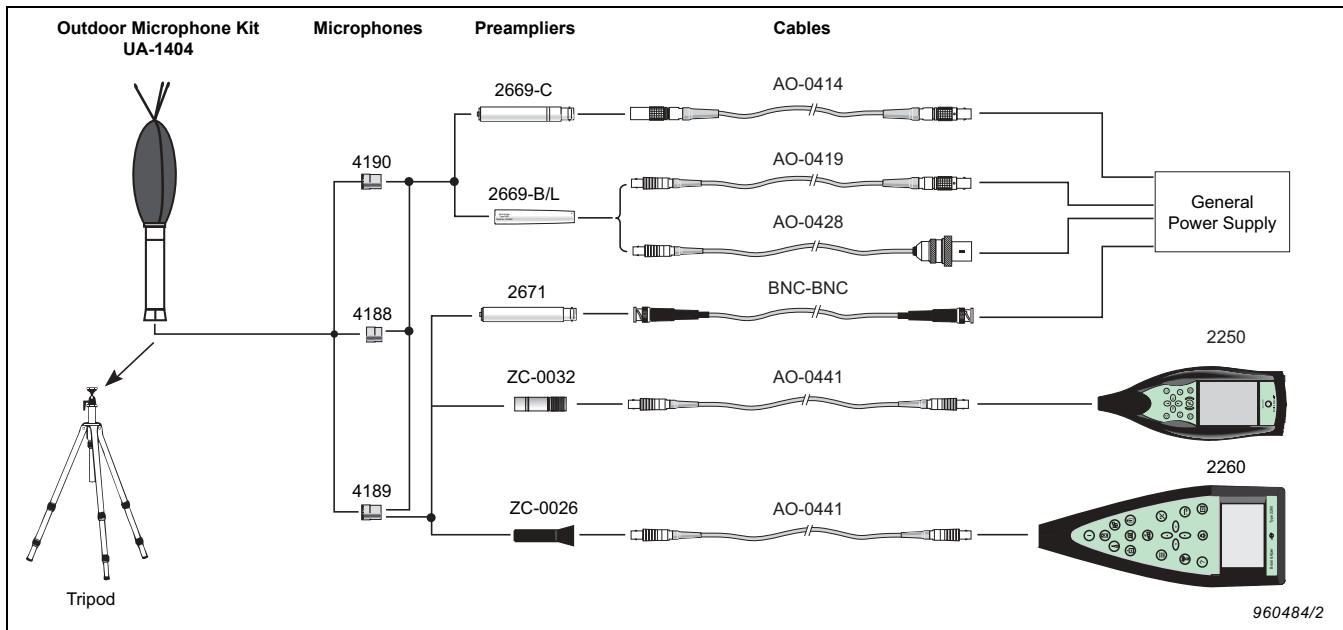 Outdoor Microphone Kit
UA-1404
Microphones
Preampliers
Cables
2669-C
AO-0414
4190
AO-0419
2669-B/L
General
Power Supply
AO-0428
2671
BNC-BNC
4188
2250
ZC-0032
AO-0441
2260
4189
ZC-0026
AO-0441
Tripod
960484/2